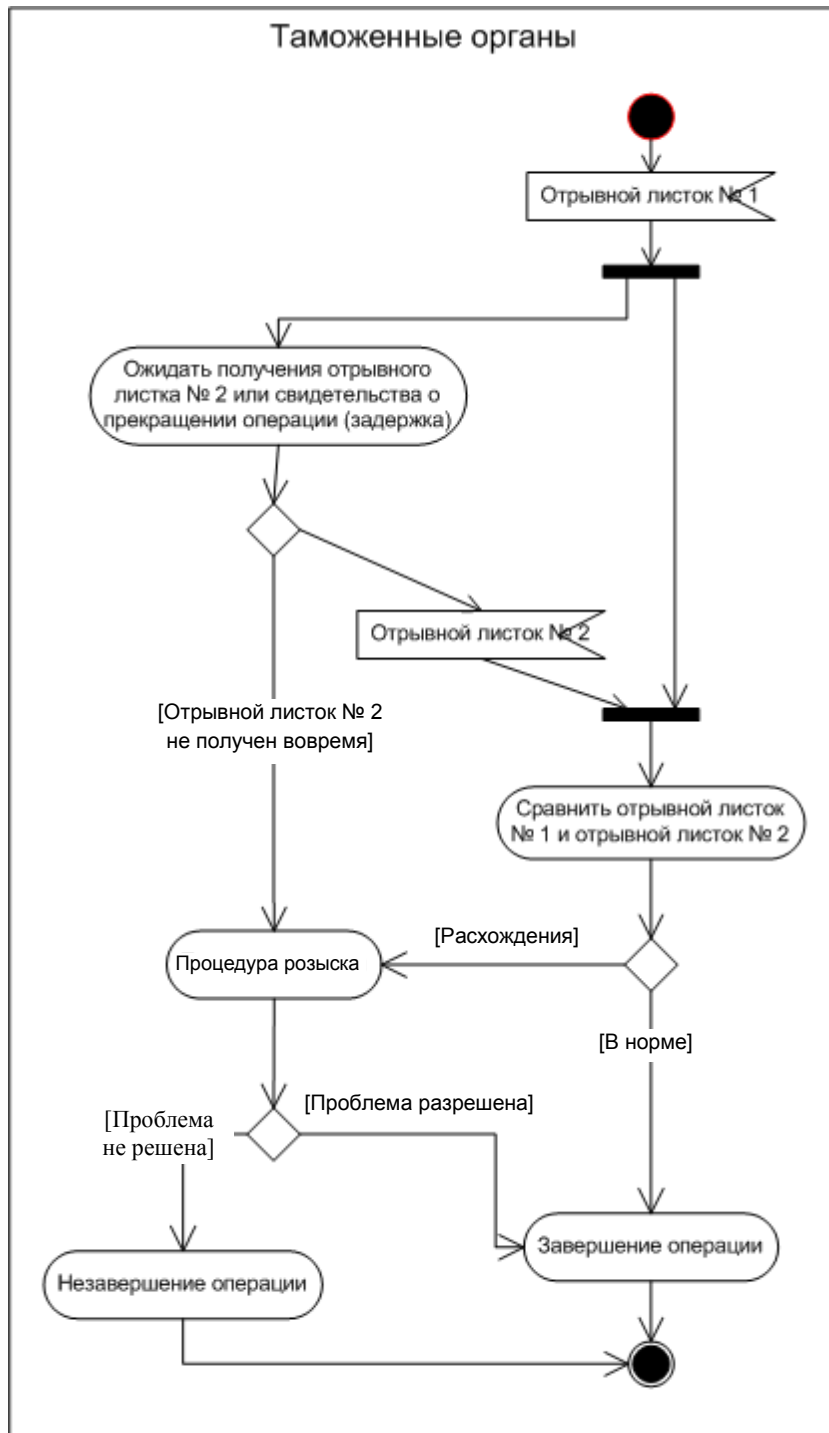 Таможенные органы
Отрывной листок № 1
Ожидать получения отрывного
листка № 2 или свидетельства о
прекращении операции (задержка)
Отрывной листок № 2
[Отрывной листок № 2
не получен вовремя]
Сравнить отрывной листок
№ 1 и отрывной листок № 2
[Расхождения]
Процедура розыска
[В норме]
[Проблема разрешена]
[Проблема
не решена]
Завершение операции
Незавершение операции